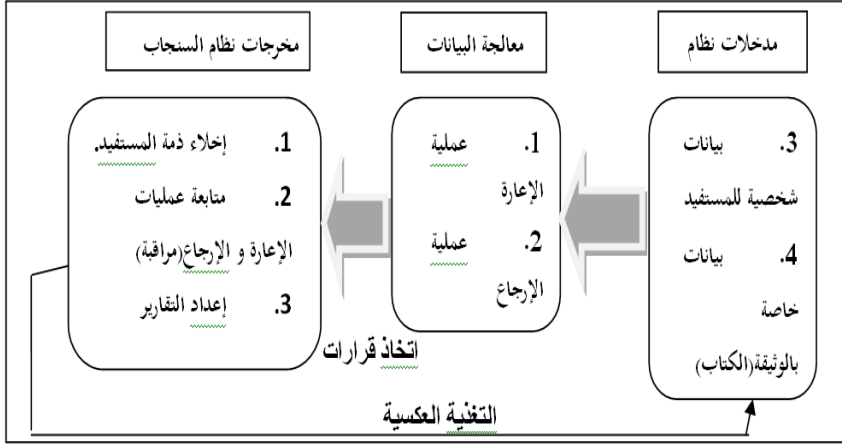 مدخلات نظام
معالجة البيانات
مخرجات نظام السنجاب
3. بيانات
شخصية للمستفيد
4. بيانات
خاصة
بالوثيقة(الكتاب)
1. عملية
الإعارة
2. عملية
الإرجاع
1. إخلاء ذمة المستفيد.
2. متابعة عمليات
الإعارة و الإرجاع(مراقبة)
3. إعداد التقارير
اتخاذ قرارات
التغذية العكسية